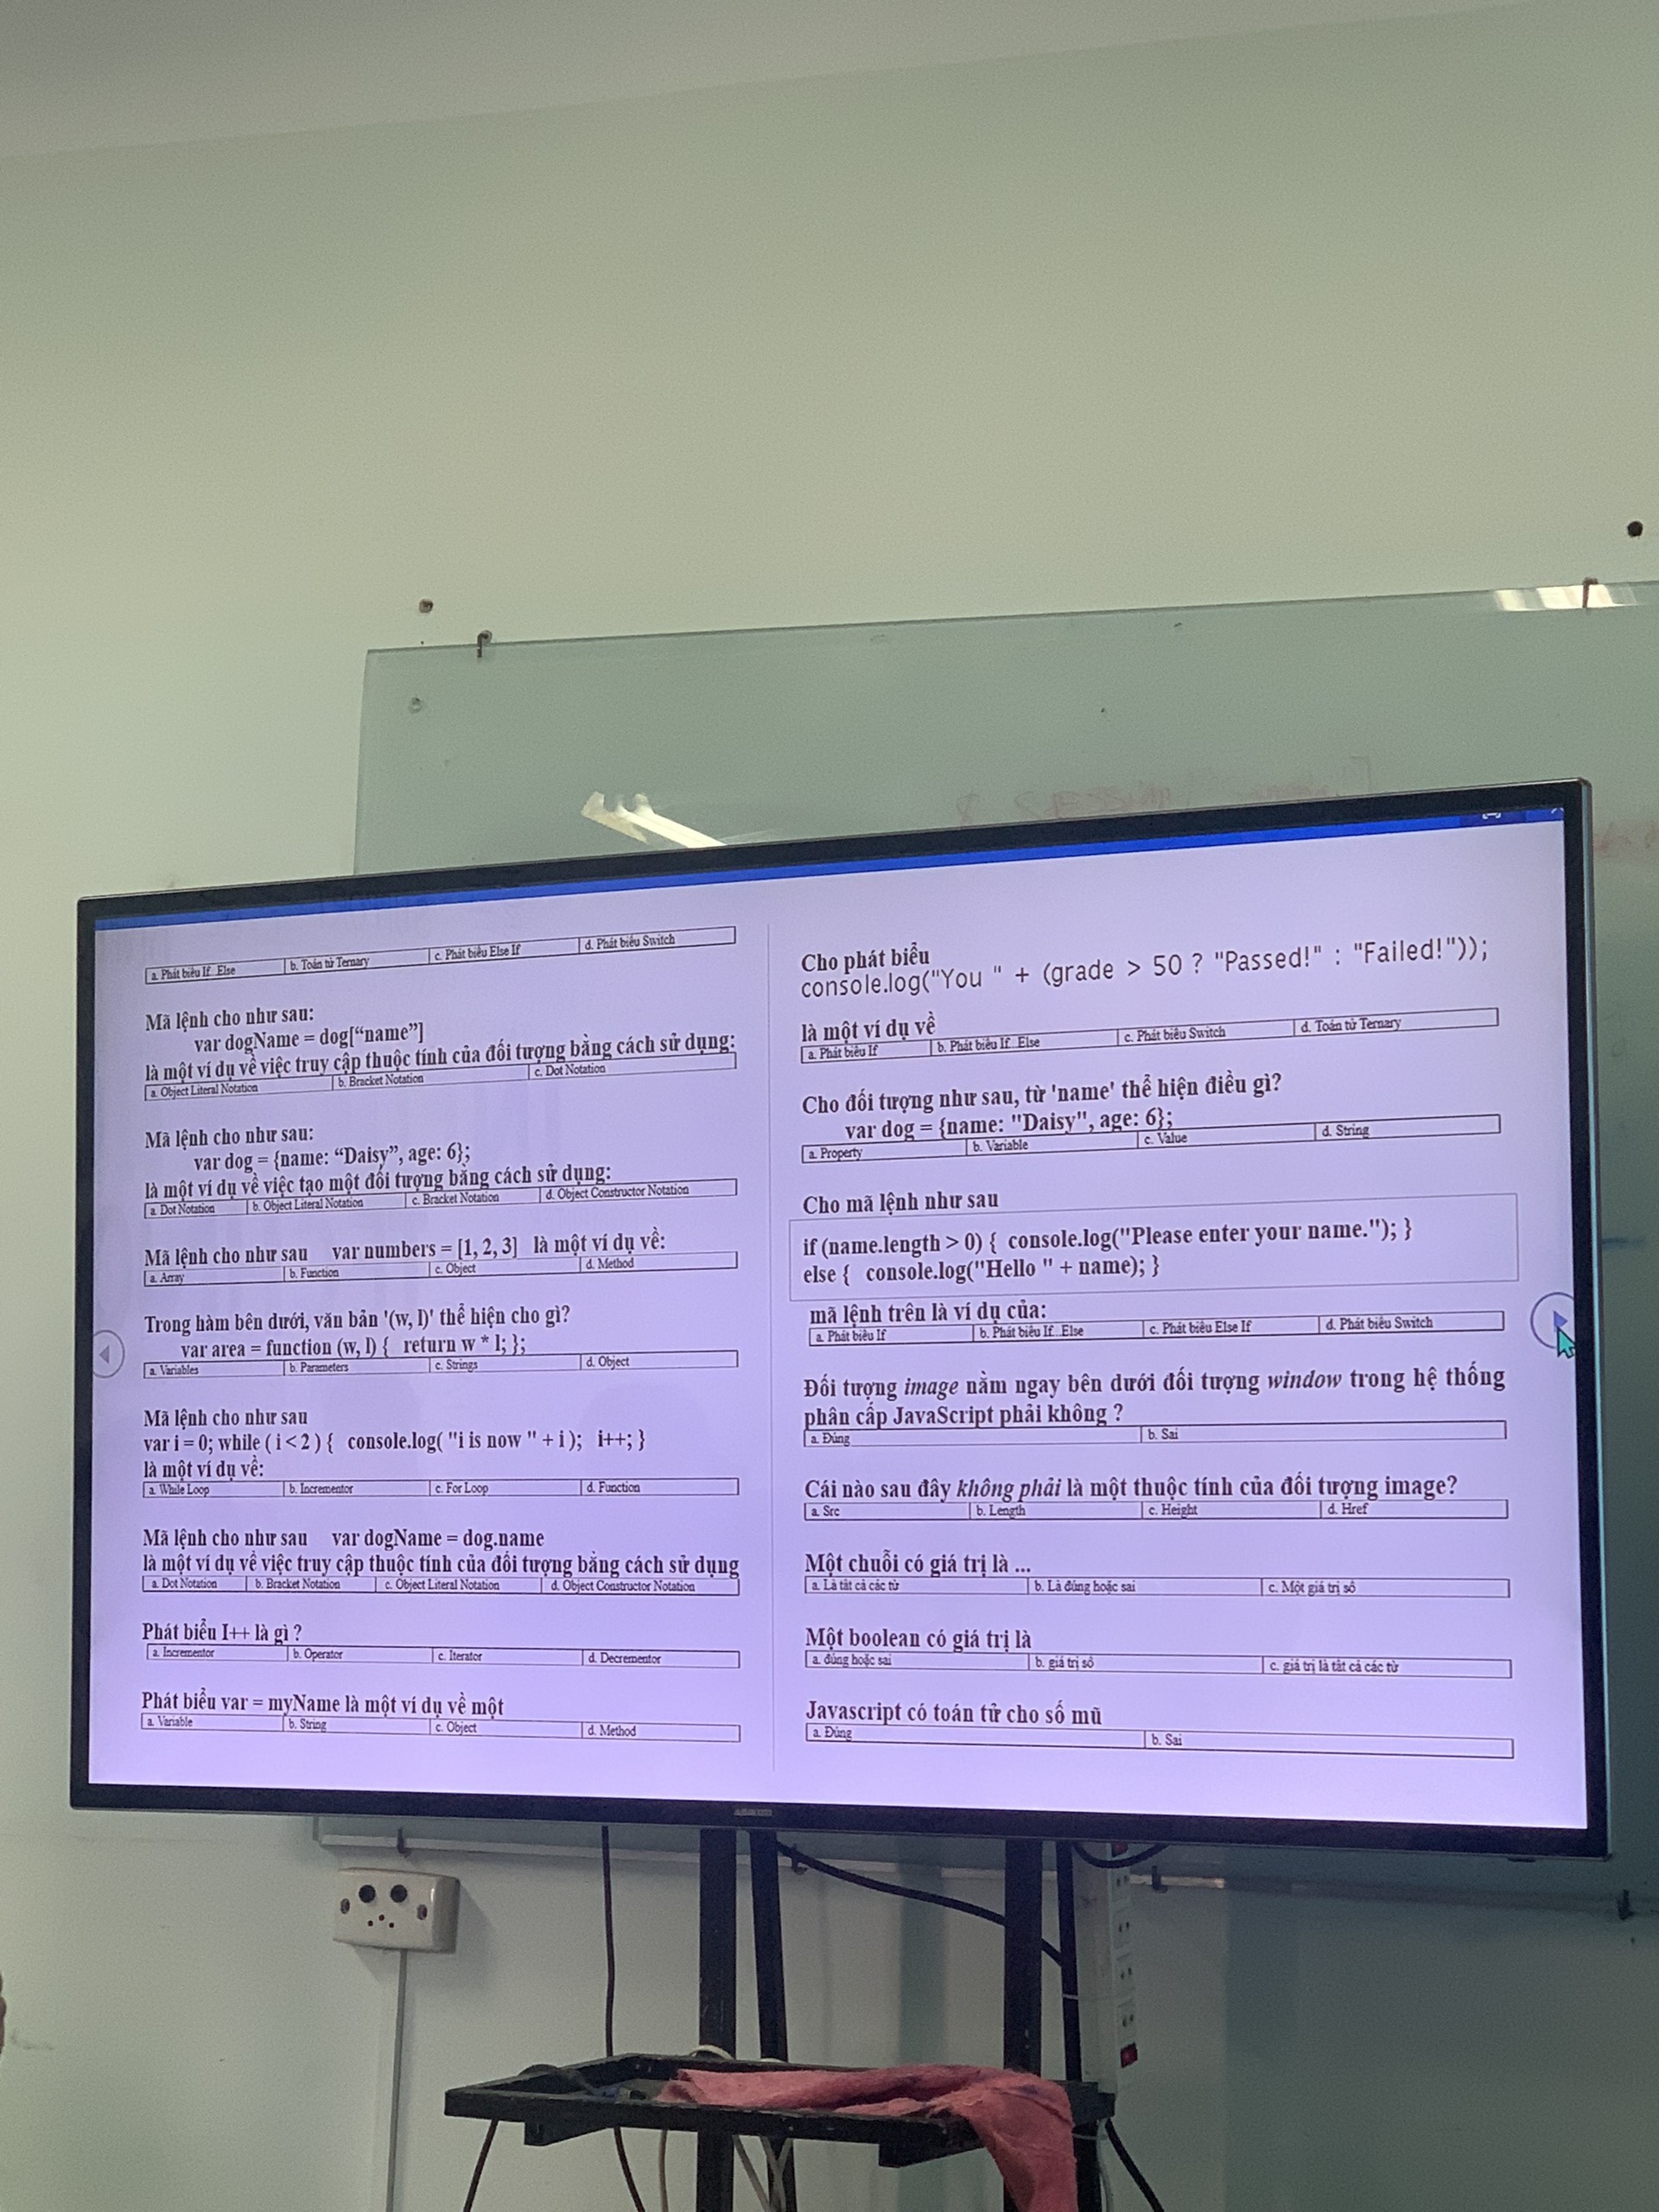 a. Phát biểu If...Else b. Toán tử Ternary c. Phát biểu Else If d. Phát biểu Switch
Mã lệnh cho như sau:
var dogName = dog[“name”]
là một ví dụ về việc truy cập thuộc tính của đối tượng bằng cách sử dụng:
a. Object Literal Notation b. Bracket Notation c. Dot Notation
Mã lệnh cho như sau:
var dog = {name: “Daisy”, age: 6};
là một ví dụ về việc tạo một đối tượng bằng cách sử dụng:
a. Dot Notation b. Object Literal Notation c. Bracket Notation d. Object Constructor Notation
Mã lệnh cho như sau var numbers = [1, 2, 3] là một ví dụ về:
a. Array b. Function c. Object d. Method
Trong hàm bên dưới, văn bản '(w, l)' thể hiện cho gì?
var area = function (w, l) { return w * l; };
a. Variables b. Parameters c. Strings d. Object
Mã lệnh cho như sau
var i = 0; while ( i < 2 ) { console.log( "i is now " + i ); i++; }
là một ví dụ về:
a. While Loop b. Incrementor c. For Loop d. Function
Mã lệnh cho như sau var dogName = dog.name
là một ví dụ về việc truy cập thuộc tính của đối tượng bằng cách sử dụng
a. Dot Notation b. Bracket Notation c. Object Literal Notation d. Object Constructor Notation
Phát biểu I++ là gì ?
a. Incrementor b. Operator c. Iterator d. Decrementor
Phát biểu var = myName là một ví dụ về một
a. Variable b. String c. Object d. Method
Cho phát biểu
console.log("You " + (grade > 50 ? "Passed!" : "Failed!"));
là một ví dụ về
a. Phát biểu If b. Phát biểu If...Else c. Phát biểu Switch d. Toán tử Ternary
Cho đối tượng như sau, từ 'name' thể hiện điều gì?
var dog = {name: "Daisy", age: 6};
a. Property b. Variable c. Value d. String
Cho mã lệnh như sau
if (name.length > 0) { console.log("Please enter your name."); }
else { console.log("Hello " + name); }
mã lệnh trên là ví dụ của:
a. Phát biểu If b. Phát biểu If...Else c. Phát biểu Else If d. Phát biểu Switch
Đối tượng image nằm ngay bên dưới đối tượng window trong hệ thống
phân cấp JavaScript phải không ?
a. Đúng b. Sai
Cái nào sau đây không phải là một thuộc tính của đối tượng image?
a. Src b. Length c. Height d. Href
Một chuỗi có giá trị là ...
a. Là tất cả các từ b. Là đúng hoặc sai c. Một giá trị số
Một boolean có giá trị là
a. đúng hoặc sai b. giá trị số c. giá trị là tất cả các từ
Javascript có toán tử cho số mũ
a. Đúng b. Sai